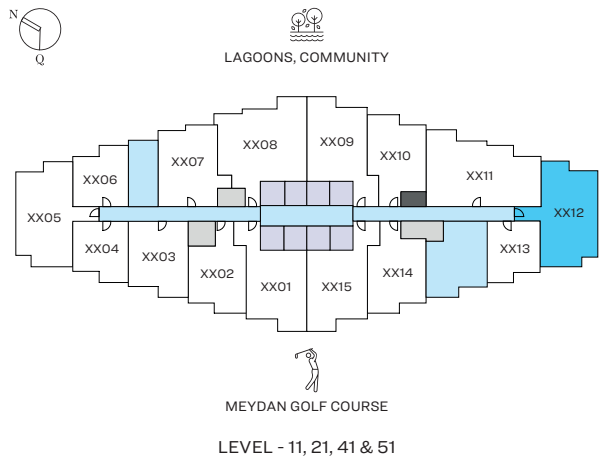 N
Q
LAGOONS, COMMUNITY
XX08
XX09
XX07
XX10
XX11
XX06
XX05
XX12
XX04
XX03
XX02
XX01
XX15
XX14
XX13
MEYDAN GOLF COURSE
LEVEL - 11, 21, 41 & 51